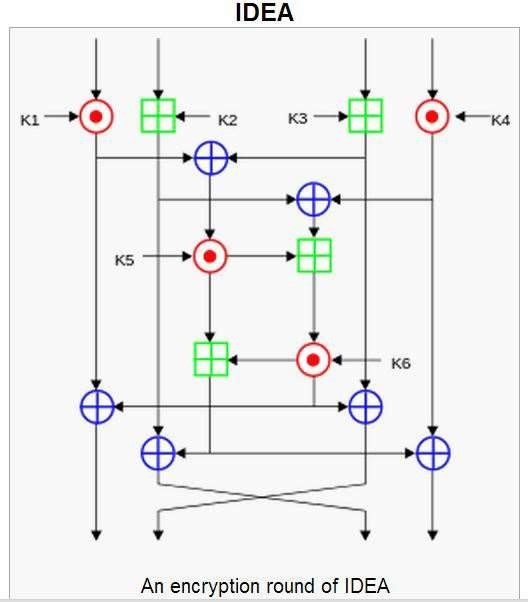 IDEA
K1 K2 K3 K4
K5
K6
An encryption round of IDEA